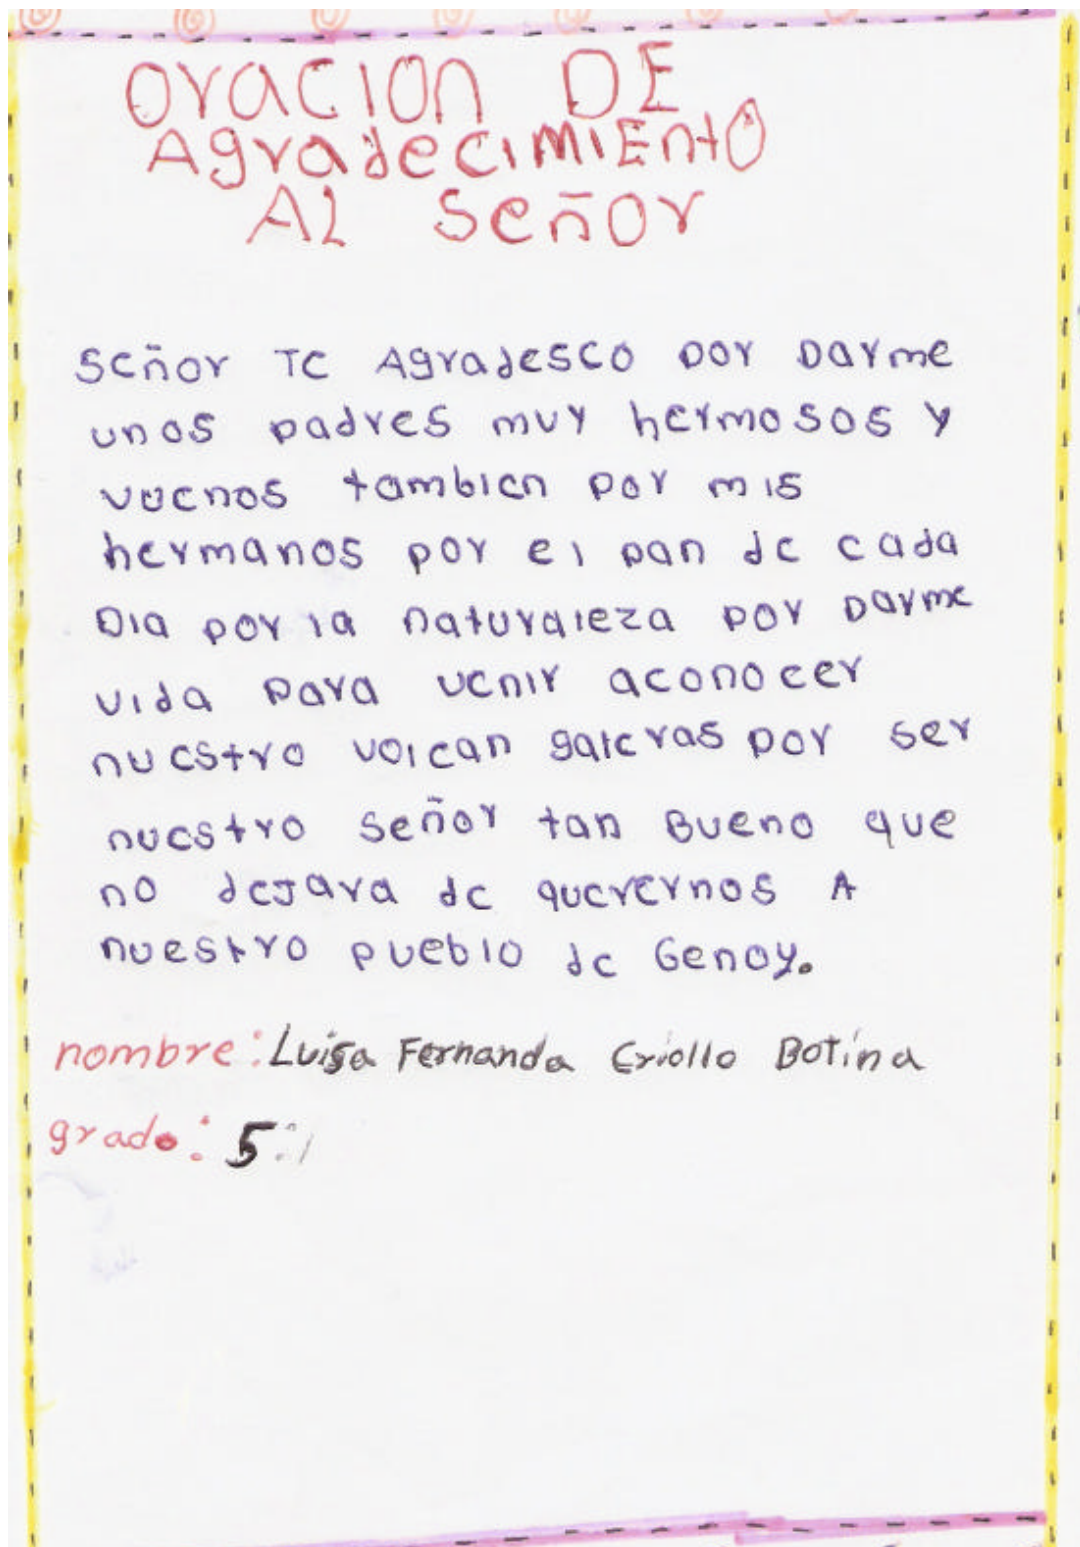 Oracion DE
AgradecimiEntO
Al Señor
Señor Te Agradesco por Darme
unos padres muy hermosos y
vuenos tambien por mis
hermanos por el pan de cada
Dia por la naturaleza por Darme
vida para venir aconocer
nuestro volcan galeras por ser
nuestro Señor tan Bueno que
no dejara de querernos A
nuestro pueblo de Genoy.
nombre: Luisa Fernanda Criollo Botina
grado: 5:1